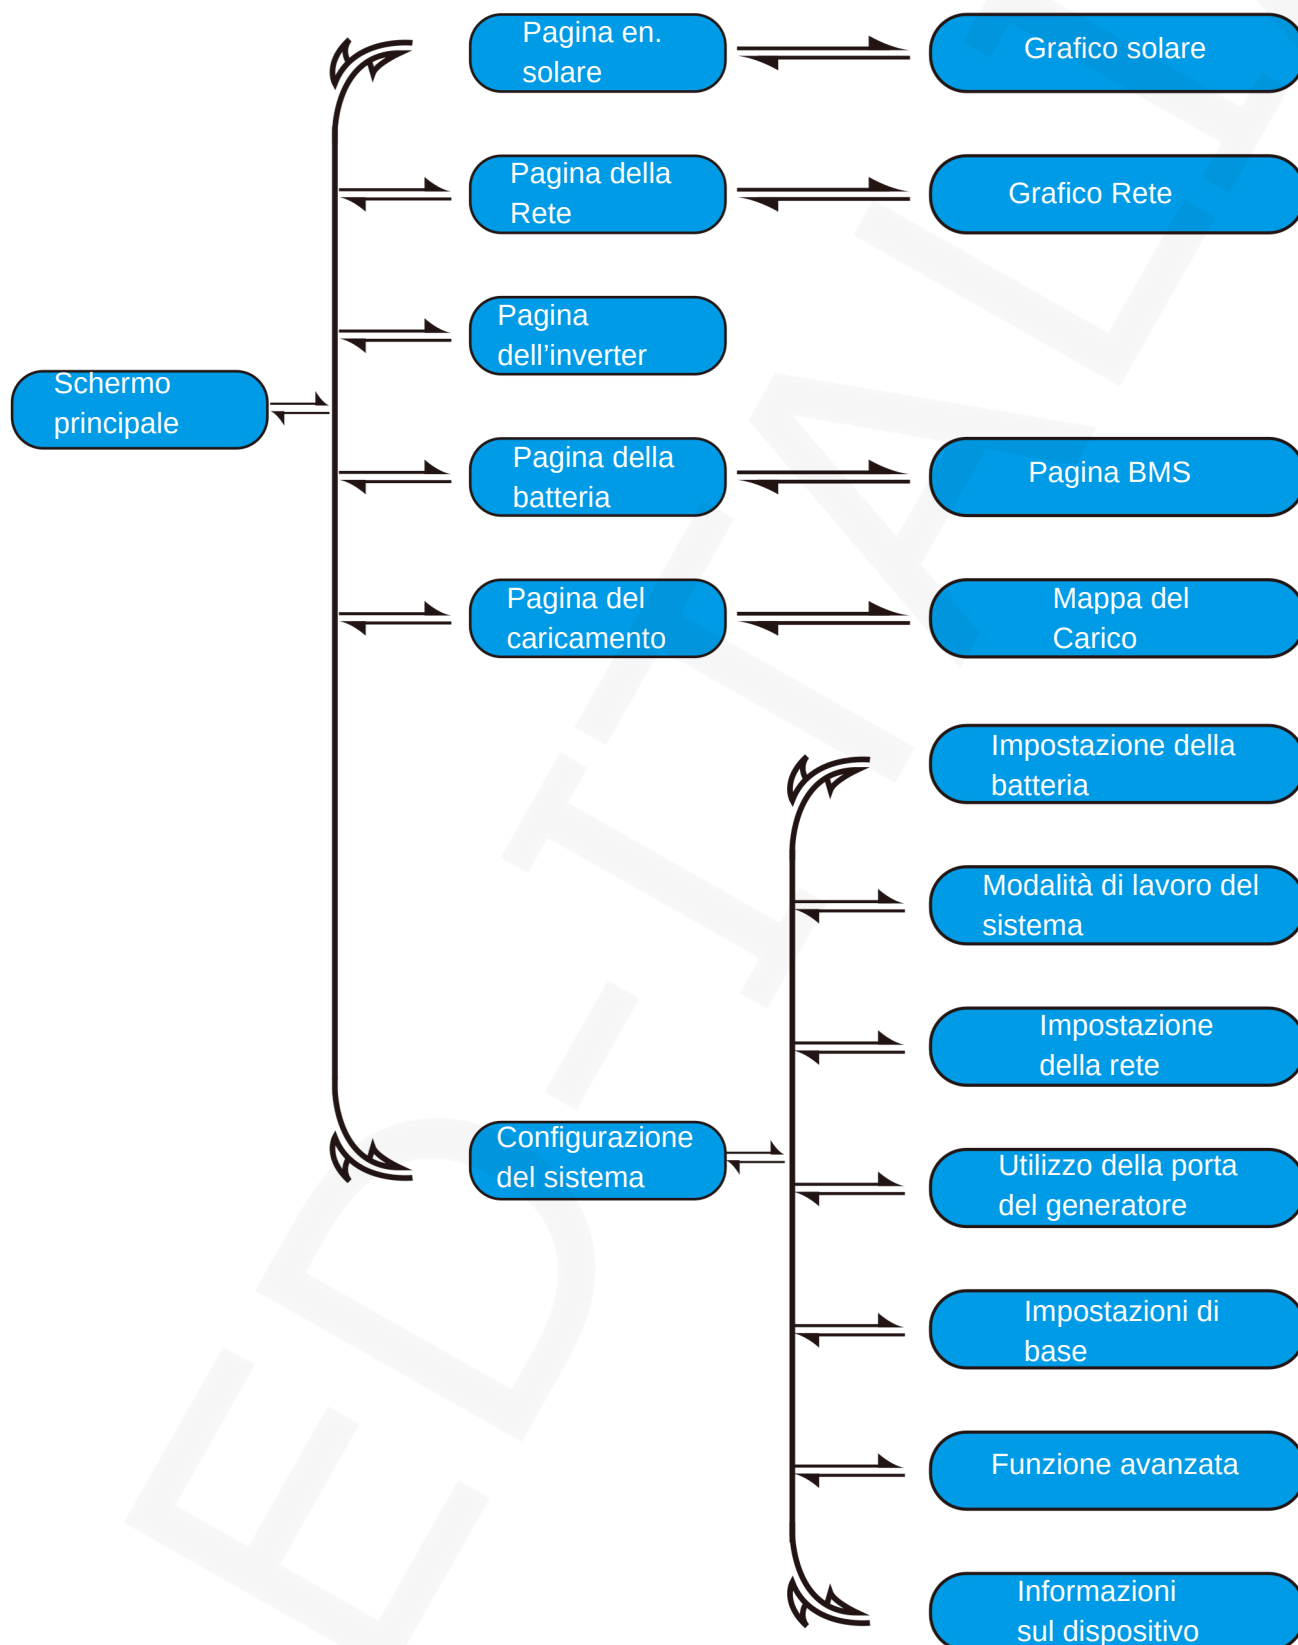 Pagina en.
solare
Grafico solare
Pagina della
Rete
Grafico Rete
Pagina
dell’inverter
Schermo
principale
Pagina della
batteria
Pagina BMS
Pagina del
caricamento
Mappa del
Carico
Impostazione della
batteria
Modalità di lavoro del
sistema
Impostazione
della rete
Configurazione
del sistema
Utilizzo della porta
del generatore
Impostazioni di
base
Funzione avanzata
Informazioni
sul dispositivo